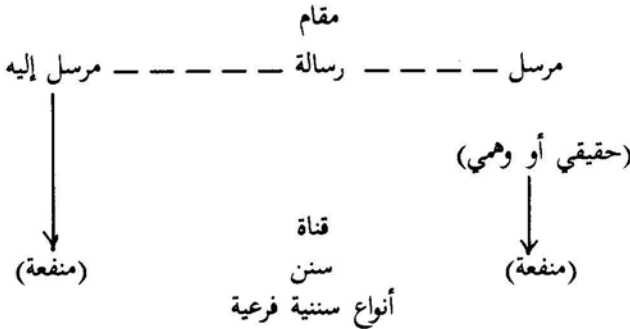 مقام
مرسل — — — — رسالة — — — — مرسل إليه
(حقيقي أو وهمي)
قناة
(منفعة) سنن (منفعة)
أنواع سننية فرعية